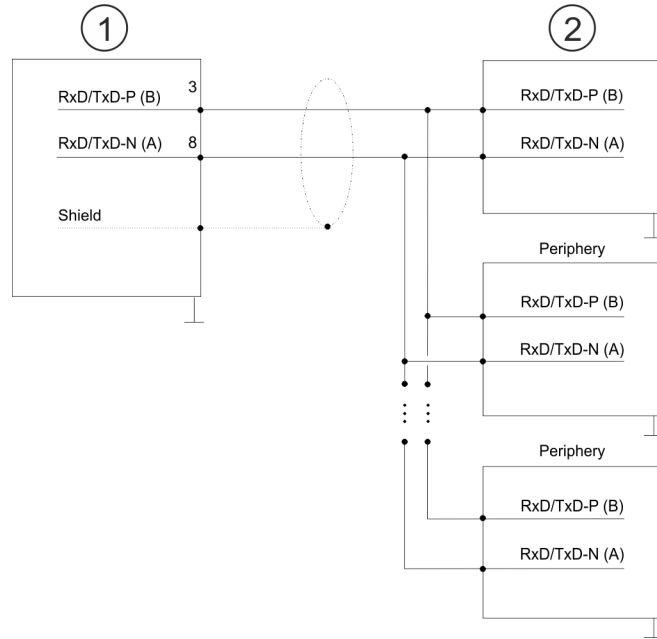 1
2
RxD/TxD-P (B) 3
RxD/TxD-N (A) 8
Shield
RxD/TxD-P (B)
RxD/TxD-N (A)
Periphery
RxD/TxD-P (B)
RxD/TxD-N (A)
Periphery
RxD/TxD-P (B)
RxD/TxD-N (A)